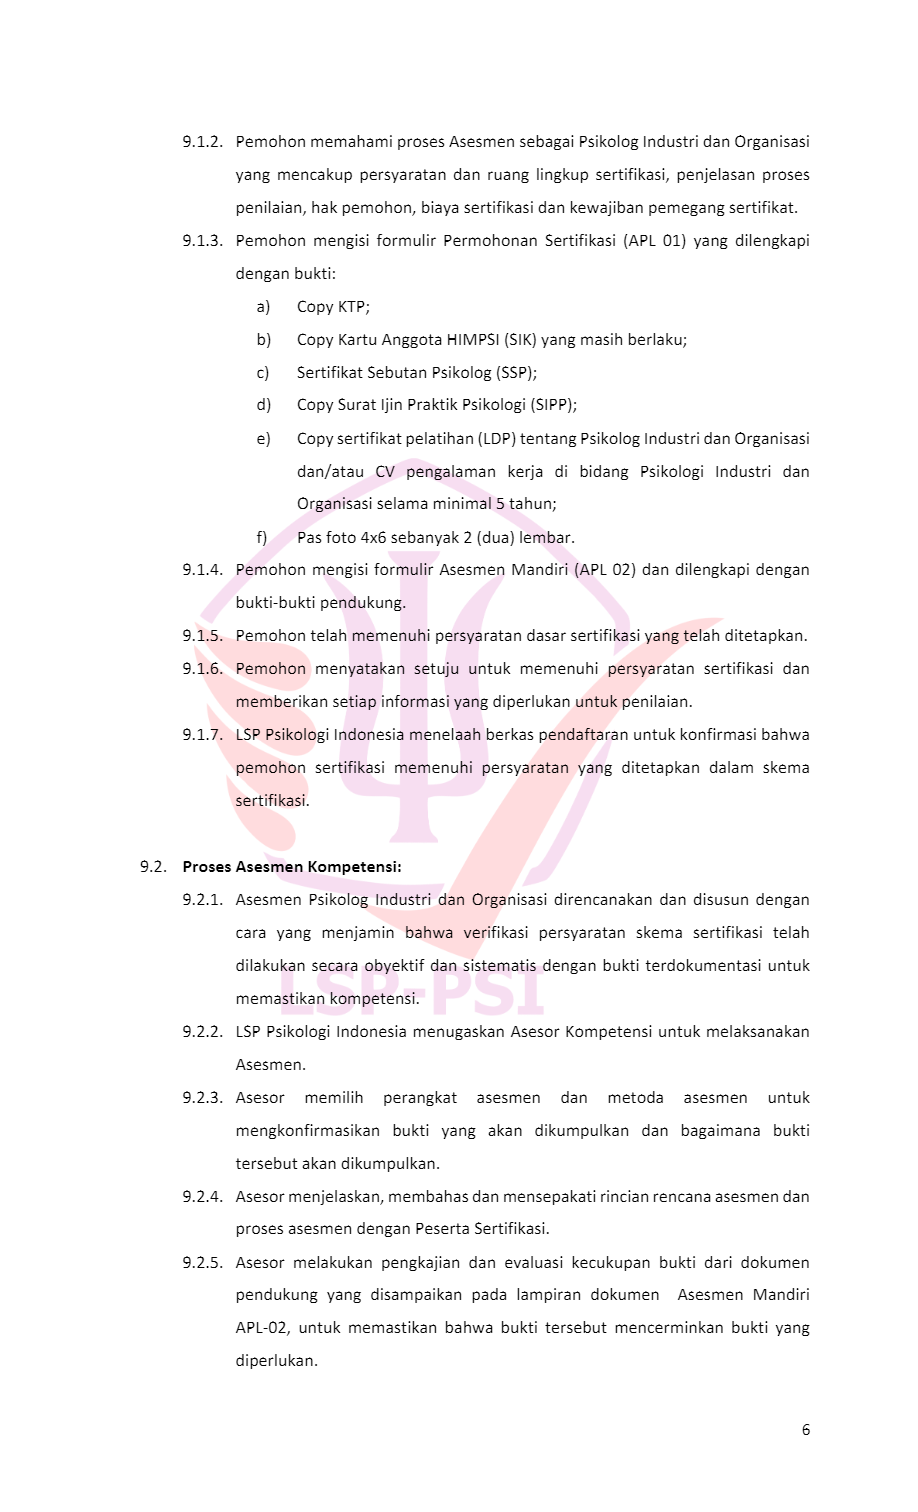 9.1.2. Pemohon memahami proses Asesmen sebagai Psikolog Industri dan Organisasi
yang mencakup persyaratan dan ruang lingkup sertifikasi, penjelasan proses
penilaian, hak pemohon, biaya sertifikasi dan kewajiban pemegang sertifikat.
9.1.3. Pemohon mengisi formulir Permohonan Sertifikasi (APL 01) yang dilengkapi
dengan bukti:
a) Copy KTP;
b) Copy Kartu Anggota HIMPSI (SIK) yang masih berlaku;
c) Sertifikat Sebutan Psikolog (SSP);
d) Copy Surat Ijin Praktik Psikologi (SIPP);
e) Copy sertifikat pelatihan (LDP) tentang Psikolog Industri dan Organisasi
dan/atau CV pengalaman kerja di bidang Psikologi Industri dan
Organisasi selama minimal 5 tahun;
f) Pas foto 4x6 sebanyak 2 (dua) lembar.
9.1.4. Pemohon mengisi formulir Asesmen Mandiri (APL 02) dan dilengkapi dengan
bukti-bukti pendukung.
9.1.5. Pemohon telah memenuhi persyaratan dasar sertifikasi yang telah ditetapkan.
9.1.6. Pemohon menyatakan setuju untuk memenuhi persyaratan sertifikasi dan
memberikan setiap informasi yang diperlukan untuk penilaian.
9.1.7. LSP Psikologi Indonesia menelaah berkas pendaftaran untuk konfirmasi bahwa
pemohon sertifikasi memenuhi persyaratan yang ditetapkan dalam skema
sertifikasi.
9.2. Proses Asesmen Kompetensi:
9.2.1. Asesmen Psikolog Industri dan Organisasi direncanakan dan disusun dengan
cara yang menjamin bahwa verifikasi persyaratan skema sertifikasi telah
dilakukan secara obyektif dan sistematis dengan bukti terdokumentasi untuk
memastikan kompetensi.
LSP-PSI
9.2.2. LSP Psikologi Indonesia menugaskan Asesor Kompetensi untuk melaksanakan
Asesmen.
9.2.3. Asesor memilih perangkat asesmen dan metoda asesmen untuk
mengkonfirmasikan bukti yang akan dikumpulkan dan bagaimana bukti
tersebut akan dikumpulkan.
9.2.4. Asesor menjelaskan, membahas dan mensepakati rincian rencana asesmen dan
proses asesmen dengan Peserta Sertifikasi.
9.2.5. Asesor melakukan pengkajian dan evaluasi kecukupan bukti dari dokumen
pendukung yang disampaikan pada lampiran dokumen Asesmen Mandiri
APL-02, untuk memastikan bahwa bukti tersebut mencerminkan bukti yang
diperlukan.
6